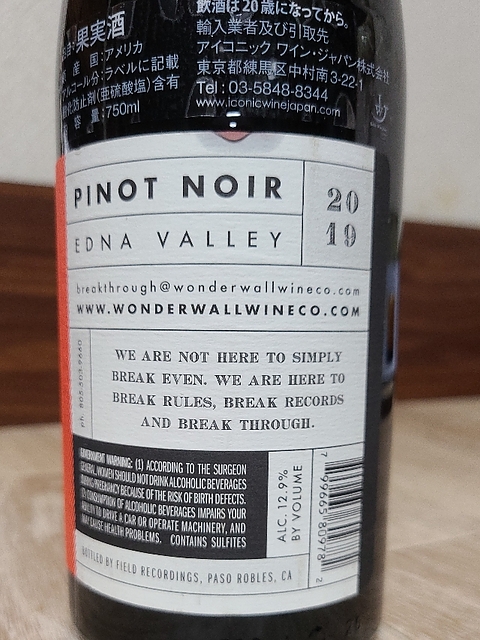 飲酒は20歳になってから。
果実酒
輸入業者及び引取先
産 国:アメリカ
アイコニック ワイン・ジャパン株式会社
アルコール分:ラベルに記載
東京都練馬区中村南3-22-1
防止剤(亜硫酸塩)含有
Tel : 03-5848-8344
容 量:750ml
www.iconicwinejapan.com
PINOT NOIR
2019
EDNA VALLEY
breakthrough@wonderwallwineco.com
WWW.WONDERWALLWINECO.COM
ph. 805.503.9660
WE ARE NOT HERE TO SIMPLY
BREAK EVEN. WE ARE HERE TO
BREAK RULES, BREAK RECORDS
AND BREAK THROUGH.
GOVERNMENT WARNING: (1) ACCORDING TO THE SURGEON
GENERAL, WOMEN SHOULD NOT DRINK ALCOHOLIC BEVERAGES
DURING PREGNANCY BECAUSE OF THE RISK OF BIRTH DEFECTS.
(2) CONSUMPTION OF ALCOHOLIC BEVERAGES IMPAIRS YOUR
ABILITY TO DRIVE A CAR OR OPERATE MACHINERY, AND
MAY CAUSE HEALTH PROBLEMS. CONTAINS SULFITES
ALC. 12.9%
BY VOLUME
7 99665 80978 2
BOTTLED BY FIELD RECORDINGS, PASO ROBLES, CA